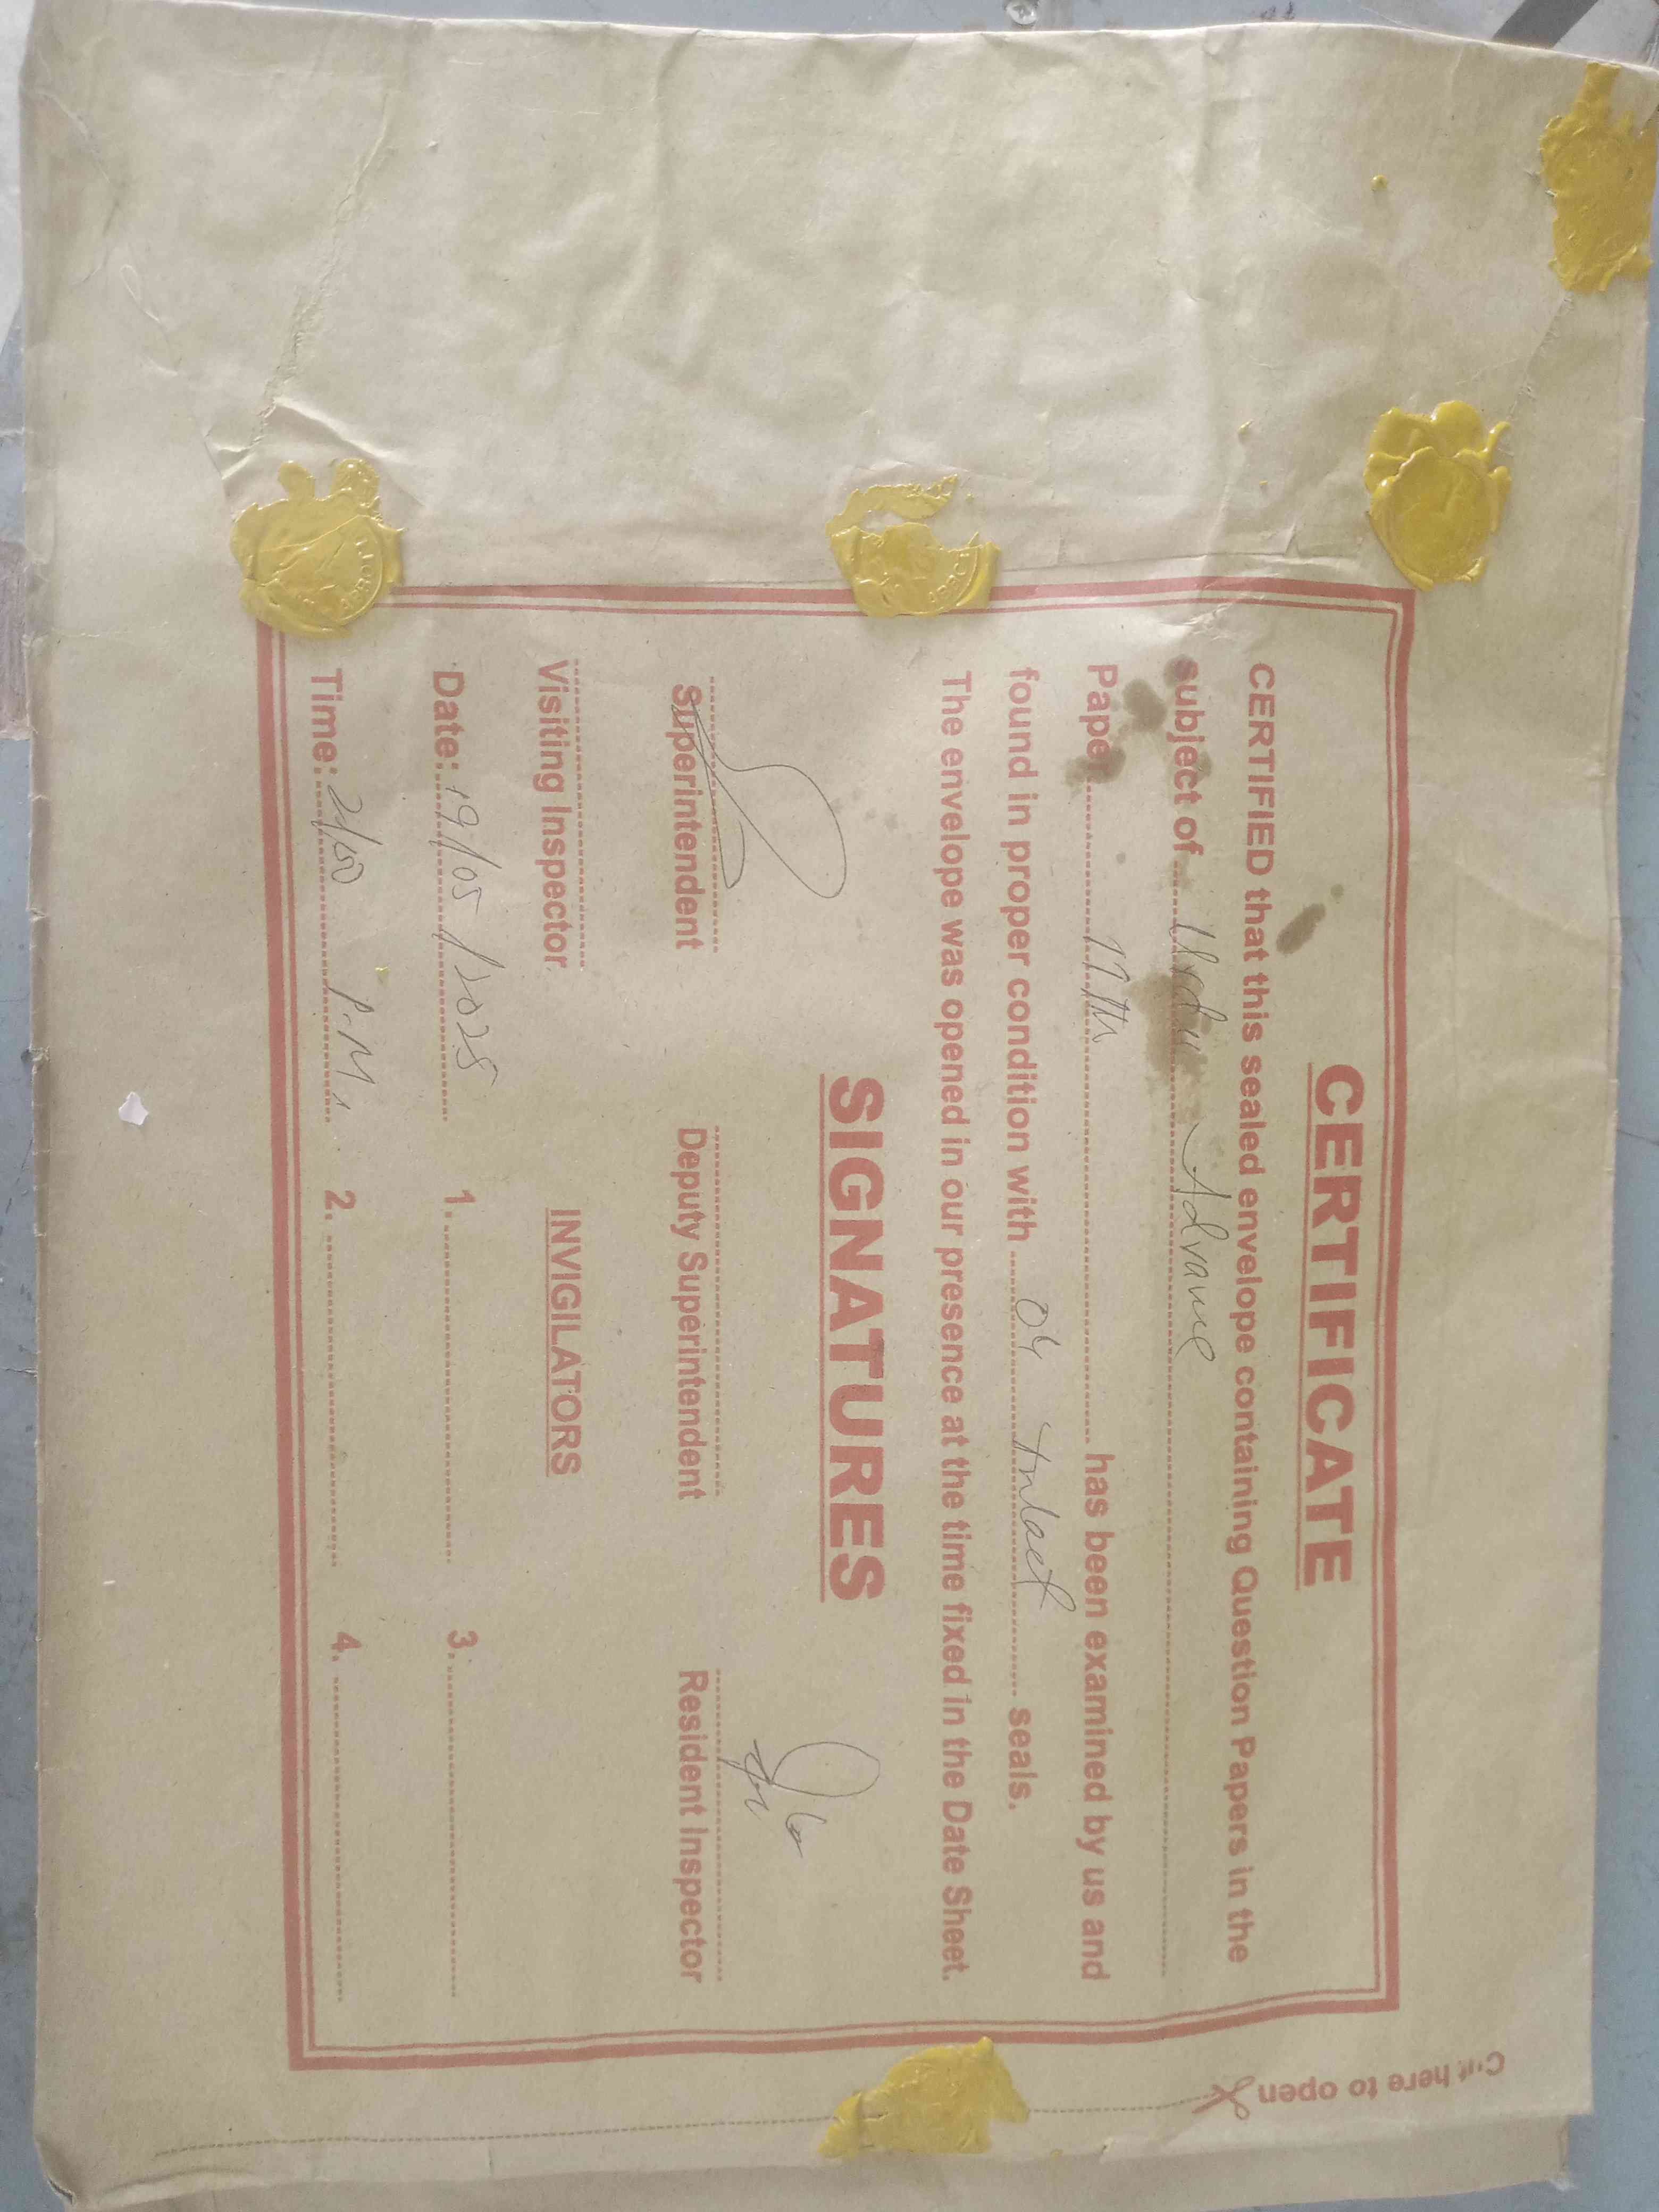 CERTIFICATE
CERTIFIED that this sealed envelope containing Question Papers in the
subject of Urdu Advance
Paper 11th has been examined by us and
found in proper condition with 04 Intact seals.
The envelope was opened in our presence at the time fixed in the Date Sheet.
SIGNATURES
Superintendent Deputy Superintendent Resident Inspector
Visiting Inspector
INVIGILATORS
Date: 19/05/2025 1. 3.
Time: 2/00 P.M. 2. 4.
Cut here to open